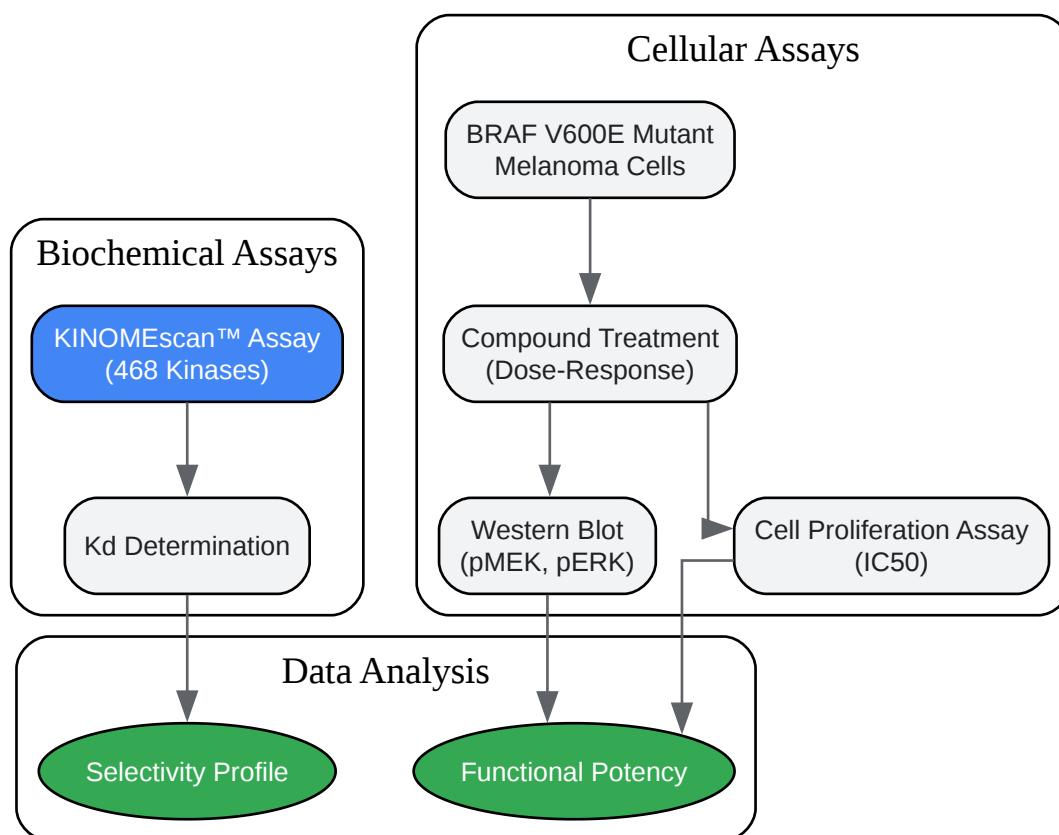 Cellular Assays
BRAF V600E Mutant
Melanoma Cells
Biochemical Assays
KINOMEscan™ Assay
(468 Kinases)
Compound Treatment
(Dose-Response)
Kd Determination
Western Blot
(pMEK, pERK)
Cell Proliferation Assay
(IC50)
Data Analysis
Selectivity Profile
Functional Potency